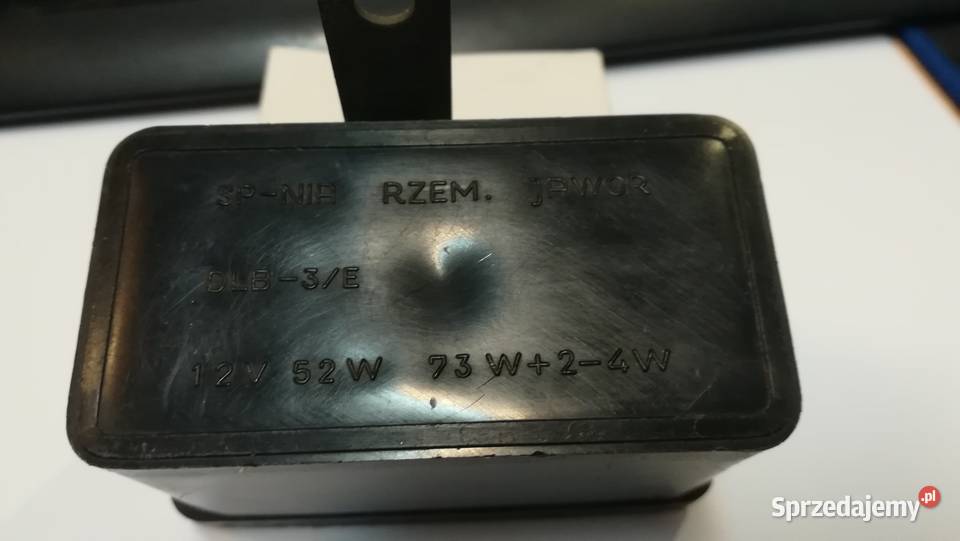 SP-NIA RZEM. JAWOR
DLB-3/E
12V 52W 73W+2-4W
Sprzedajemy.pl